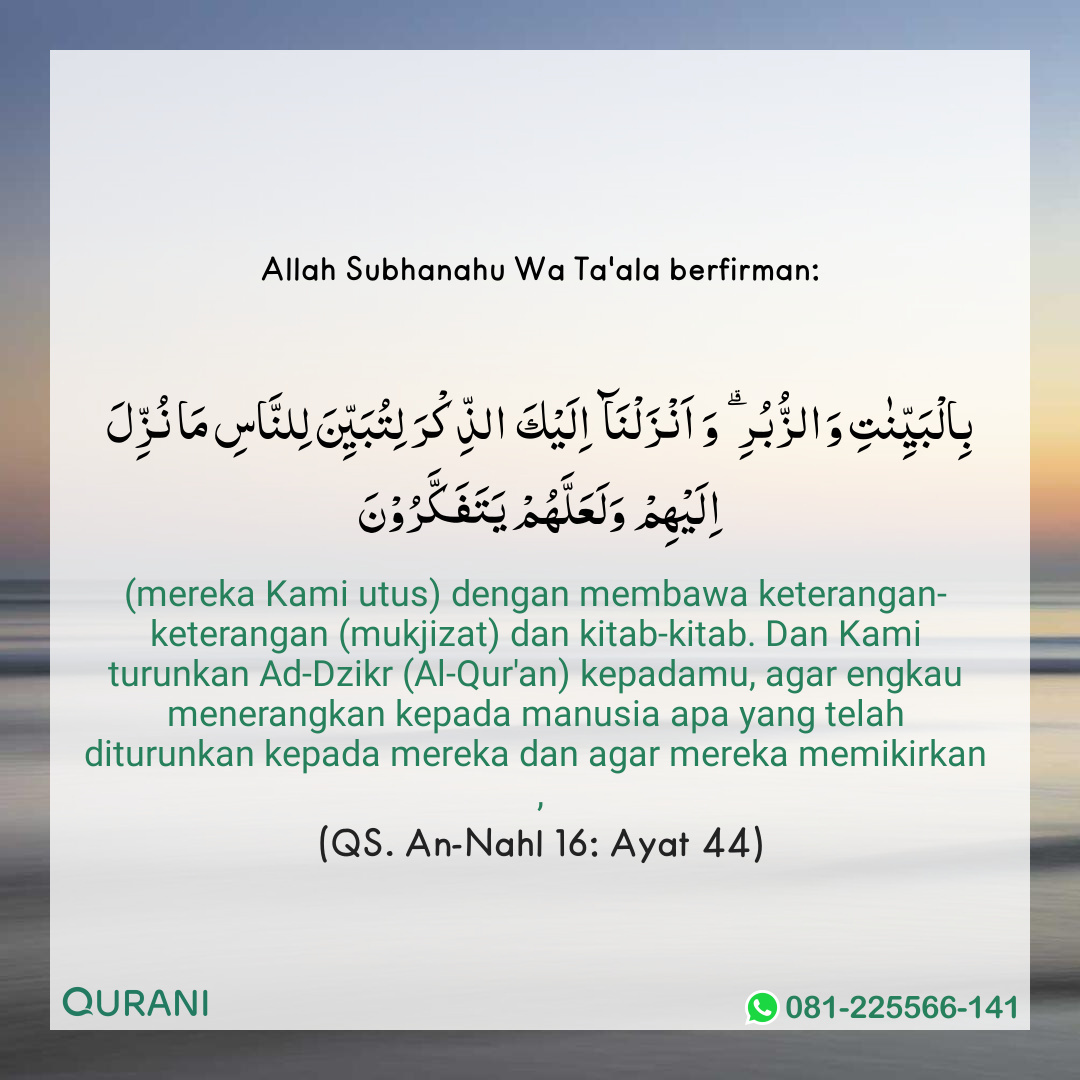 Allah Subhanahu Wa Ta'ala berfirman:
بِالْبَيِّنٰتِ وَالزُّبُرِ ۗ وَاَنْزَلْنَاۤ اِلَيْكَ الذِّكْرَ لِتُبَيِّنَ لِلنَّاسِ مَا نُزِّلَ
اِلَيْهِمْ وَلَعَلَّهُمْ يَتَفَكَّرُوْنَ
(mereka Kami utus) dengan membawa keterangan-
keterangan (mukjizat) dan kitab-kitab. Dan Kami
turunkan Ad-Dzikr (Al-Qur'an) kepadamu, agar engkau
menerangkan kepada manusia apa yang telah
diturunkan kepada mereka dan agar mereka memikirkan
,
(QS. An-Nahl 16: Ayat 44)
QURANI
081-225566-141